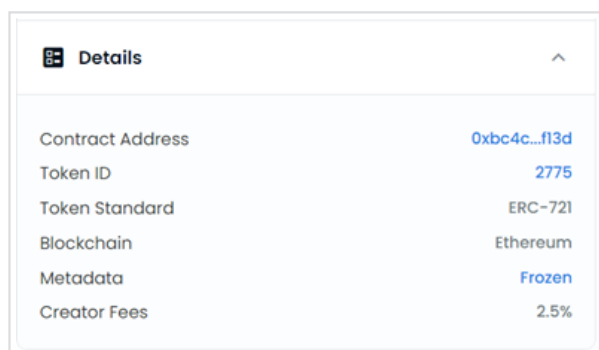 Details
Contract Address 0xbc4c...f13d
Token ID 2775
Token Standard ERC-721
Blockchain Ethereum
Metadata Frozen
Creator Fees 2.5%